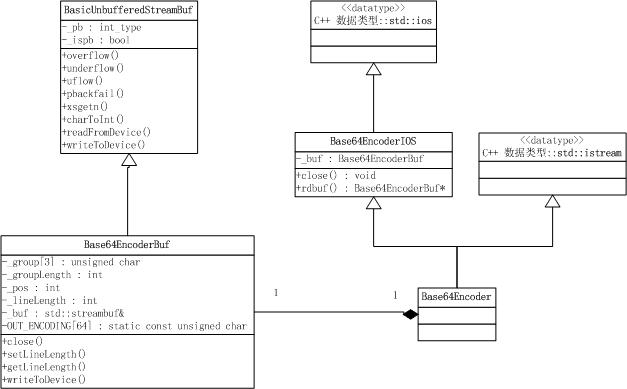 BasicUnbufferedStreamBuf
-_pb : int_type
-_ispb : bool
+overflow()
+underflow()
+uflow()
+pbackfail()
+xsgetn()
+charToInt()
+readFromDevice()
+writeToDevice()
<<datatype>>
C++ 数据类型::std::ios
Base64EncoderIOS
-_buf : Base64EncoderBuf
+close() : void
+rdbuf() : Base64EncoderBuf*
<<datatype>>
C++ 数据类型::std::istream
Base64EncoderBuf
-_group[3] : unsigned char
-_groupLength : int
-_pos : int
-_lineLength : int
-_buf : std::streambuf&
-OUT_ENCODING[64] : static const unsigned char
+close()
+setLineLength()
+getLineLength()
+writeToDevice()
1
1
Base64Encoder